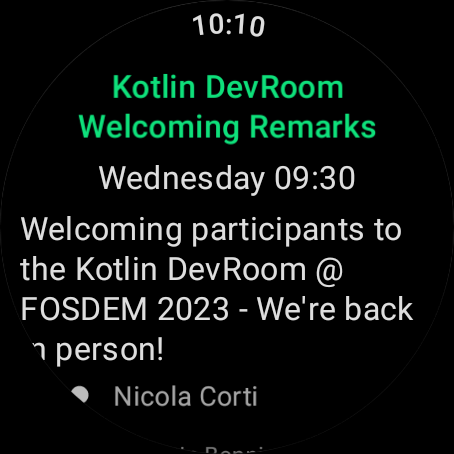 10:10
Kotlin DevRoom
Welcoming Remarks
Wednesday 09:30
Welcoming participants to
the Kotlin DevRoom @
FOSDEM 2023 - We're back
n person!
Nicola Corti